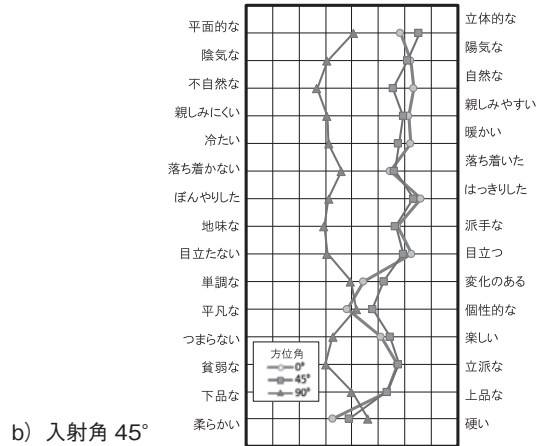 平面的な
立体的な
陰気な
陽気な
不自然な
自然な
親しみにくい
親しみやすい
冷たい
暖かい
落ち着かない
落ち着いた
ぼんやりした
はっきりした
地味な
派手な
目立たない
目立つ
単調な
変化のある
平凡な
個性的な
つまらない
楽しい
貧弱な
立派な
下品な
上品な
柔らかい
硬い
方位角
0°
45°
90°
b）入射角 45°